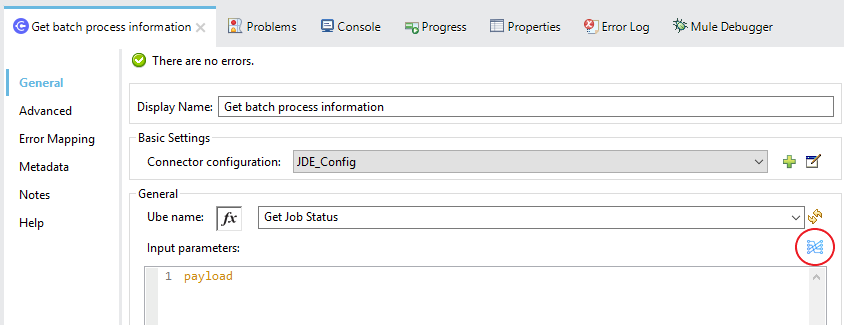 Get batch process information Problems Console Progress Properties Error Log Mule Debugger
There are no errors.
General
Advanced
Error Mapping
Metadata
Notes
Help
Display Name: Get batch process information
Basic Settings
Connector configuration: JDE_Config
General
Ube name: fx Get Job Status
Input parameters:
1 payload